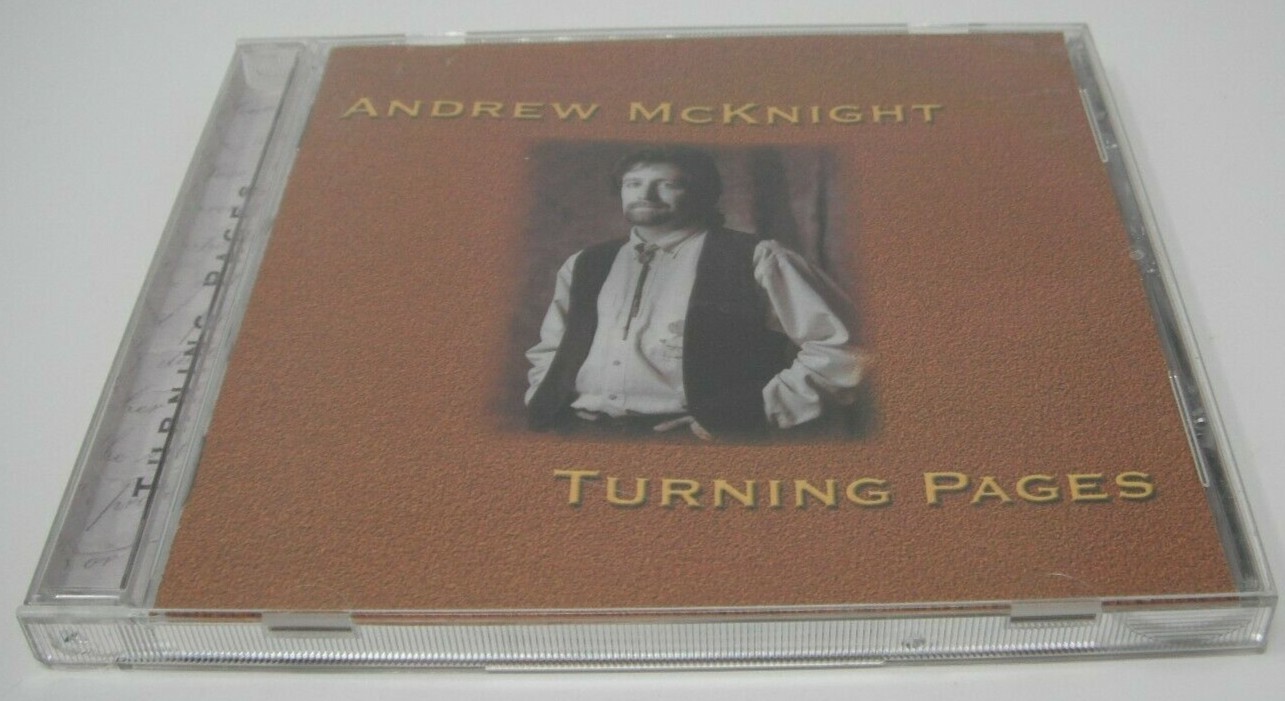 ANDREW MCKNIGHT
TURNING PAGES
TURNING PAGES